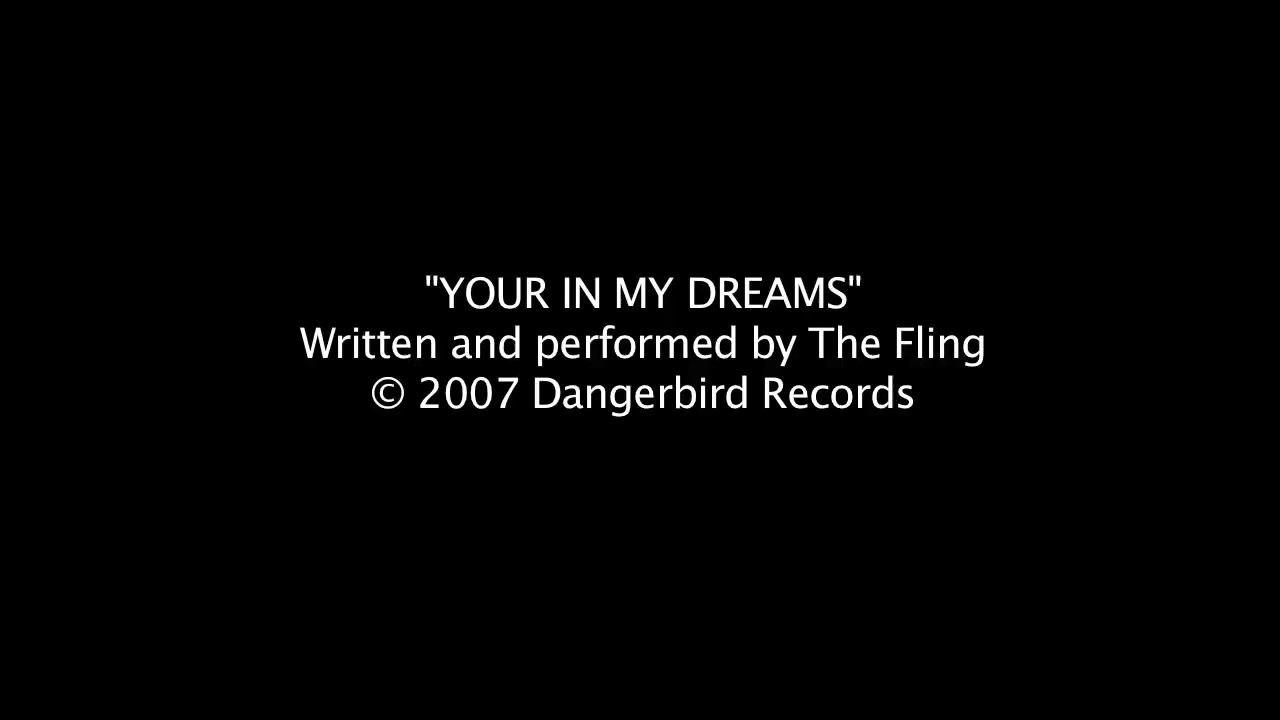 "YOUR IN MY DREAMS"
Written and performed by The Fling
© 2007 Dangerbird Records